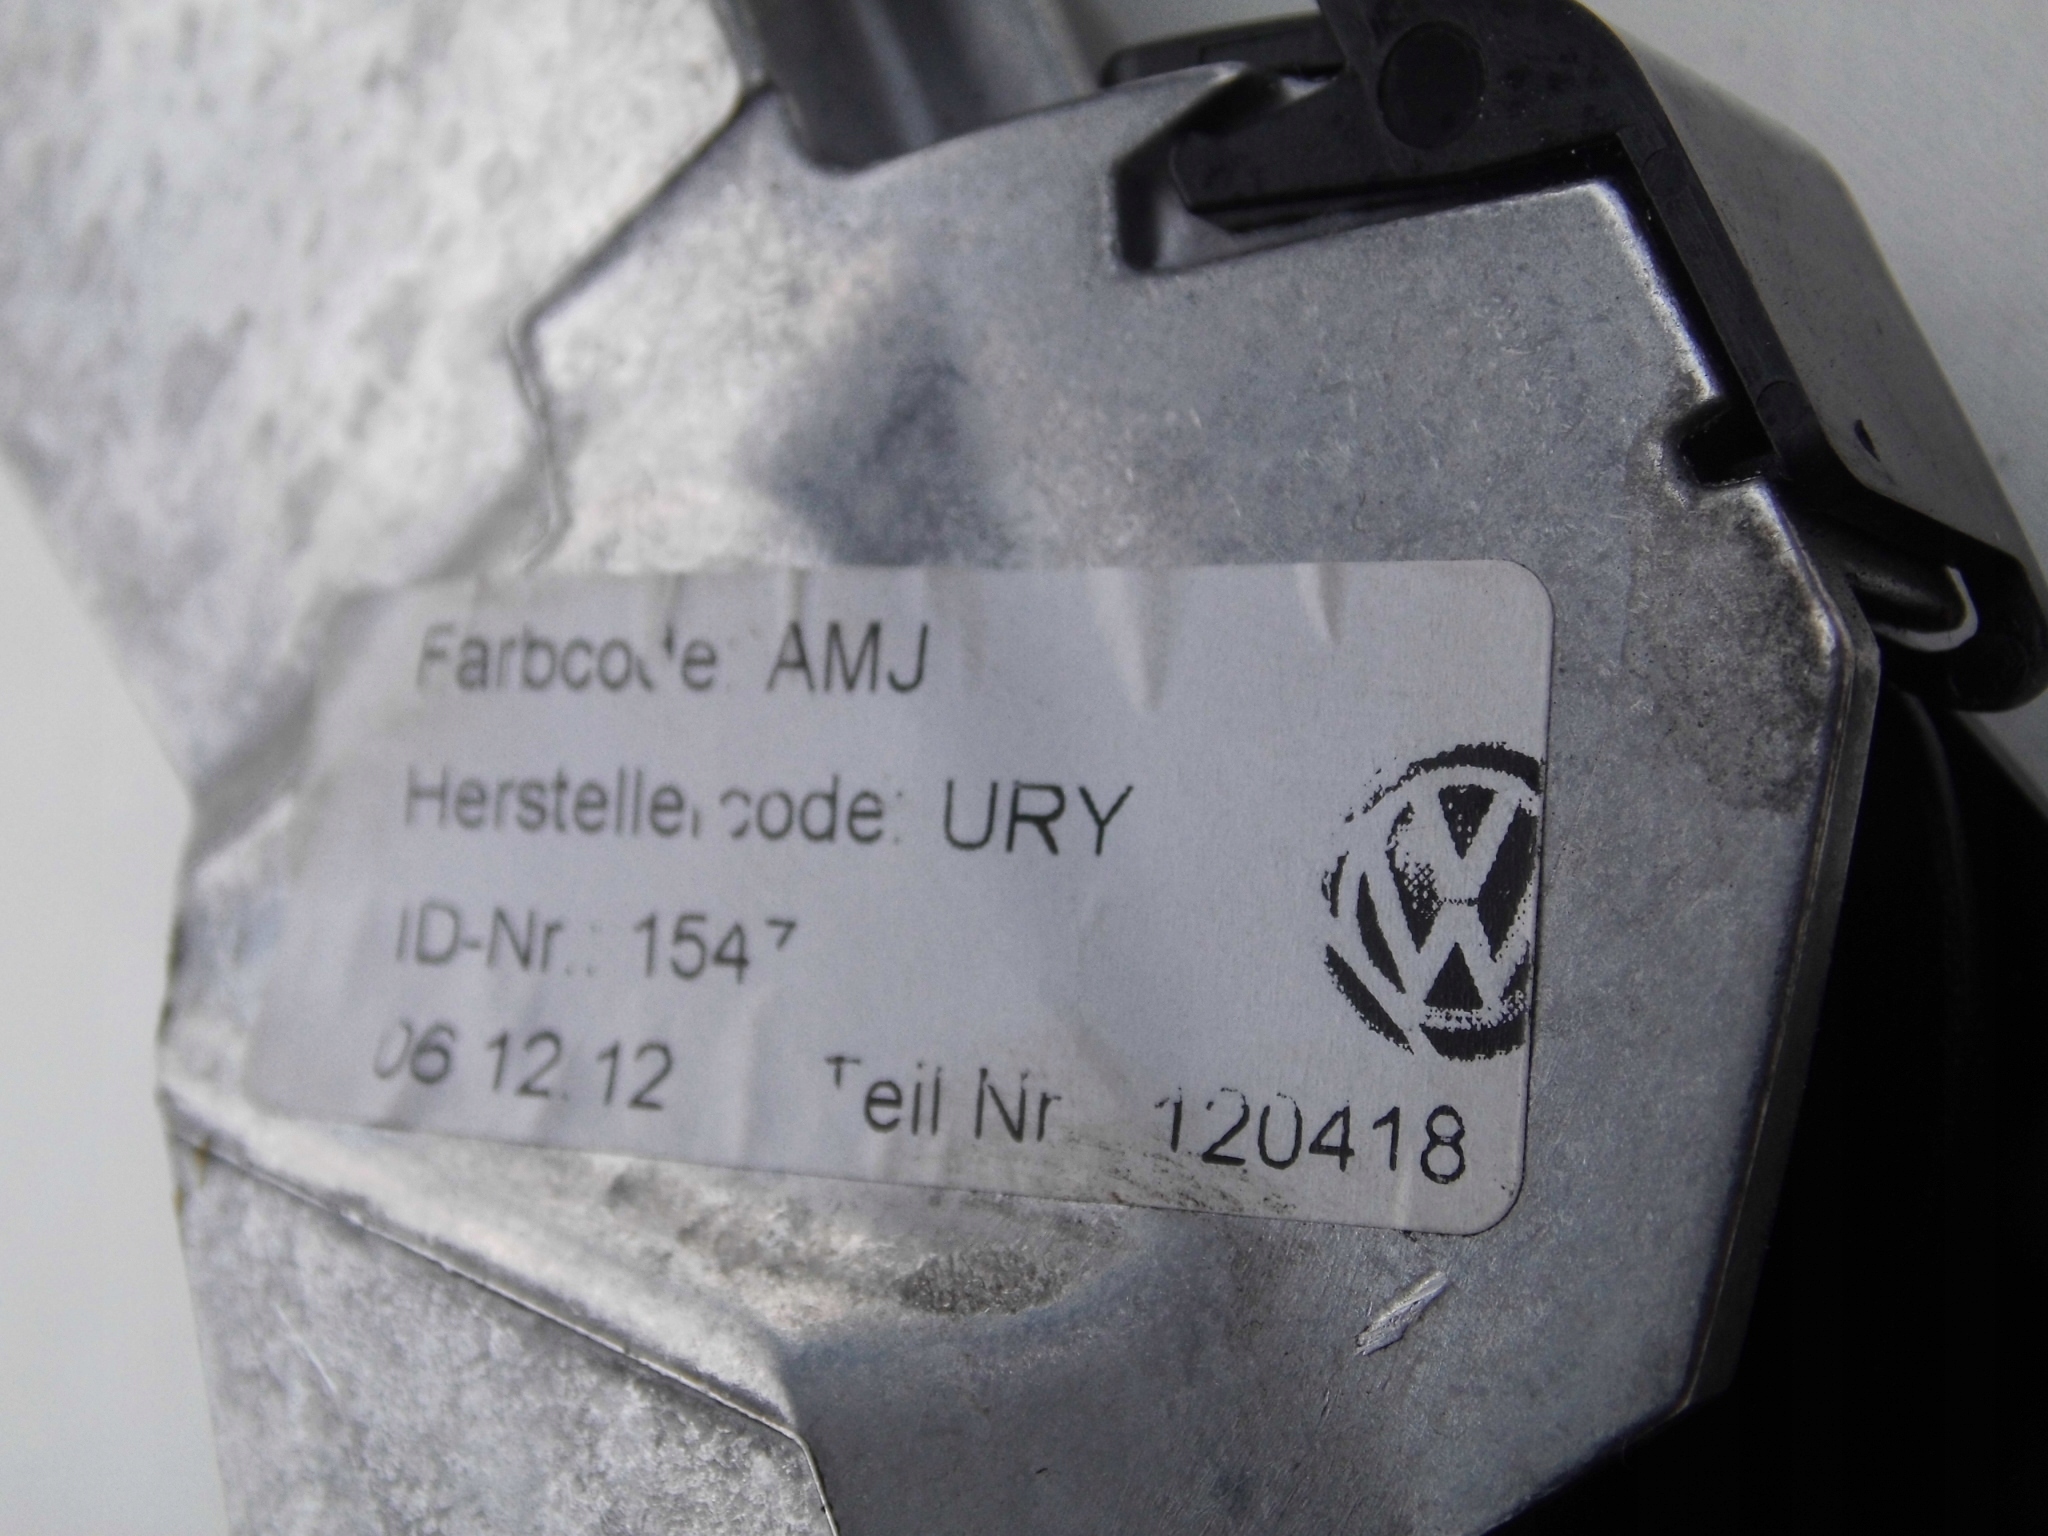 Farbcode: AMJ
Herstellercode: URY
ID-Nr.: 1547
06.12.12 Teil Nr 120418